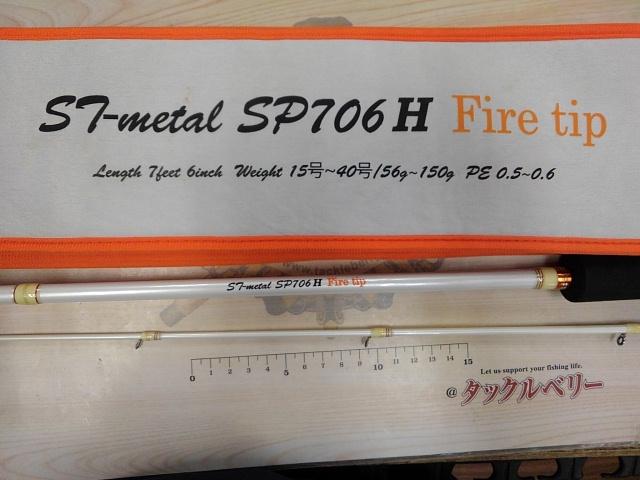 ST-metal SP706H Fire tip
Length 7feet 6inch Weight 15号~40号/56g~150g PE 0.5~0.6
www.tackleb
ST-metal SP706H Fire tip
0 1 2 3 4 5 6 7 8 9 10 11 12 13 14 15
Let us support your fishing life.
@タックルベリー